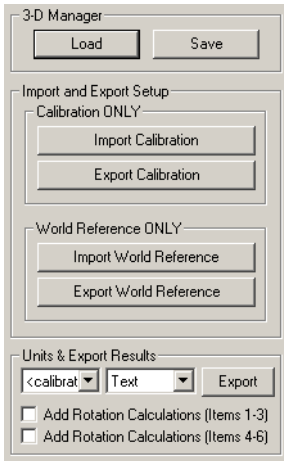 3-D Manager
Load Save
Import and Export Setup
Calibration ONLY
Import Calibration
Export Calibration
World Reference ONLY
Import World Reference
Export World Reference
Units & Export Results
<calibrat Text Export
Add Rotation Calculations (Items 1-3)
Add Rotation Calculations (Items 4-6)